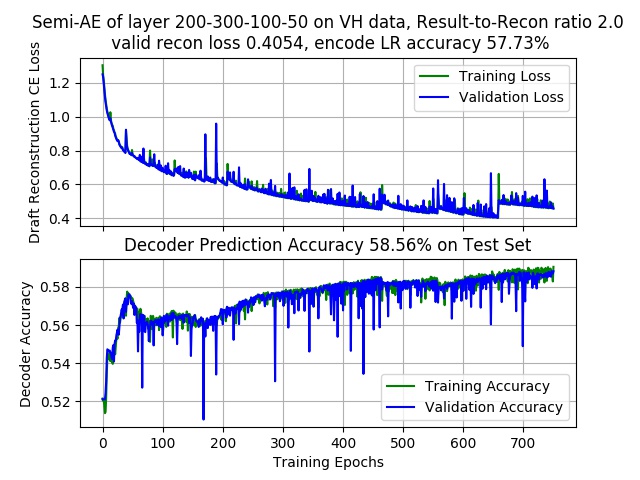 Semi-AE of layer 200-300-100-50 on VH data, Result-to-Recon ratio 2.0
valid recon loss 0.4054, encode LR accuracy 57.73%
Draft Reconstruction CE Loss
1.2
1.0
0.8
0.6
0.4
Training Loss
Validation Loss
Decoder Prediction Accuracy 58.56% on Test Set
Decoder Accuracy
0.58
0.56
0.54
0.52
Training Accuracy
Validation Accuracy
0 100 200 300 400 500 600 700
Training Epochs